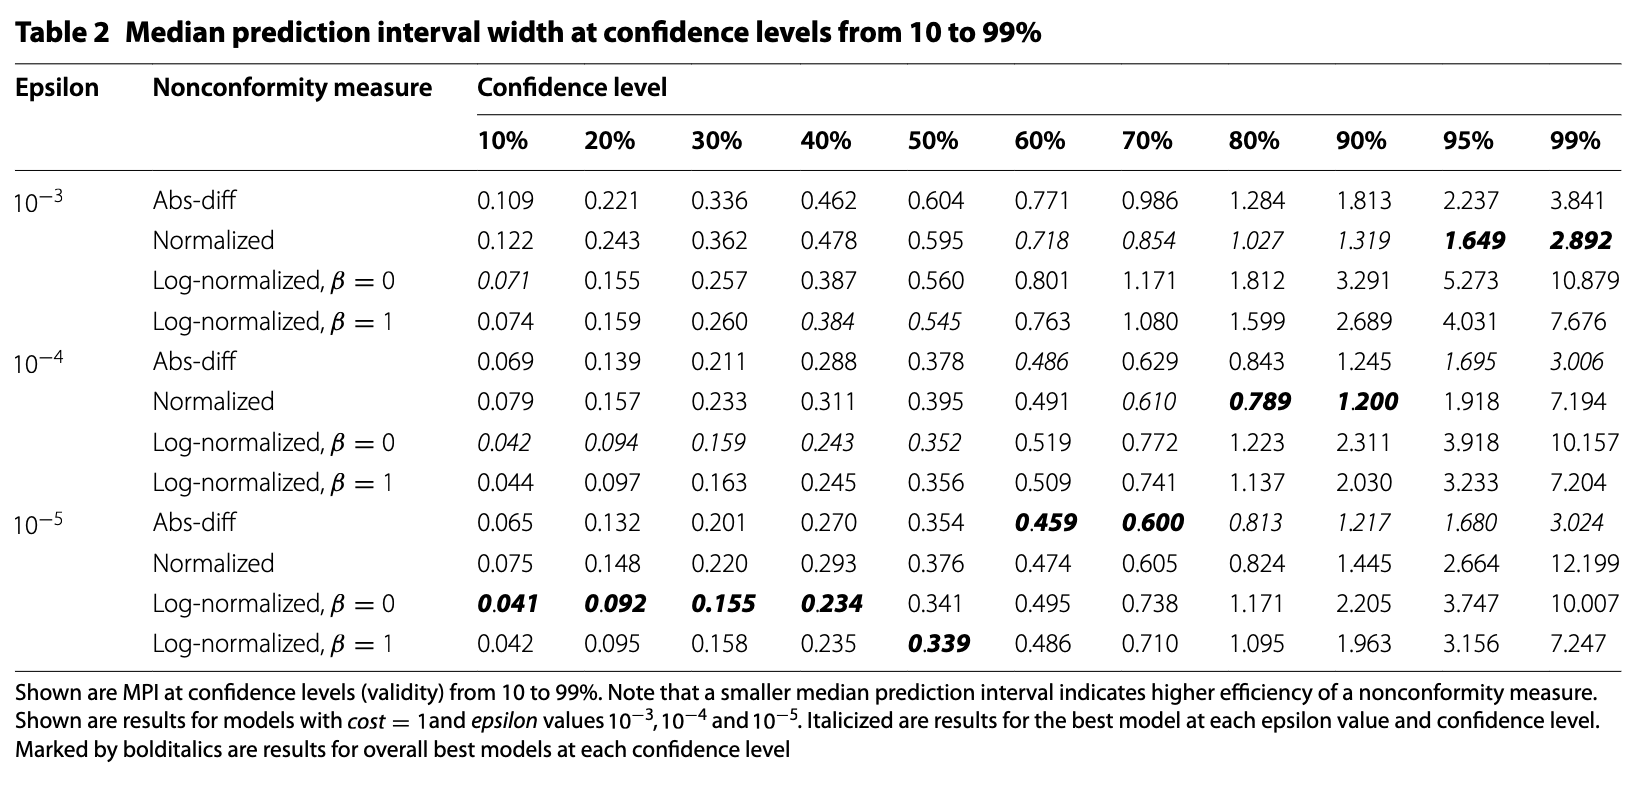 Table 2 Median prediction interval width at confidence levels from 10 to 99%
Epsilon Nonconformity measure Confidence level
10% 20% 30% 40% 50% 60% 70% 80% 90% 95% 99%
10−3 Abs-diff 0.109 0.221 0.336 0.462 0.604 0.771 0.986 1.284 1.813 2.237 3.841
Normalized 0.122 0.243 0.362 0.478 0.595 0.718 0.854 1.027 1.319 1.649 2.892
Log-normalized, β = 0 0.071 0.155 0.257 0.387 0.560 0.801 1.171 1.812 3.291 5.273 10.879
Log-normalized, β = 1 0.074 0.159 0.260 0.384 0.545 0.763 1.080 1.599 2.689 4.031 7.676
10−4 Abs-diff 0.069 0.139 0.211 0.288 0.378 0.486 0.629 0.843 1.245 1.695 3.006
Normalized 0.079 0.157 0.233 0.311 0.395 0.491 0.610 0.789 1.200 1.918 7.194
Log-normalized, β = 0 0.042 0.094 0.159 0.243 0.352 0.519 0.772 1.223 2.311 3.918 10.157
Log-normalized, β = 1 0.044 0.097 0.163 0.245 0.356 0.509 0.741 1.137 2.030 3.233 7.204
10−5 Abs-diff 0.065 0.132 0.201 0.270 0.354 0.459 0.600 0.813 1.217 1.680 3.024
Normalized 0.075 0.148 0.220 0.293 0.376 0.474 0.605 0.824 1.445 2.664 12.199
Log-normalized, β = 0 0.041 0.092 0.155 0.234 0.341 0.495 0.738 1.171 2.205 3.747 10.007
Log-normalized, β = 1 0.042 0.095 0.158 0.235 0.339 0.486 0.710 1.095 1.963 3.156 7.247
Shown are MPI at confidence levels (validity) from 10 to 99%. Note that a smaller median prediction interval indicates higher efficiency of a nonconformity measure.
Shown are results for models with cost = 1and epsilon values 10−3, 10−4 and 10−5. Italicized are results for the best model at each epsilon value and confidence level.
Marked by bolditalics are results for overall best models at each confidence level